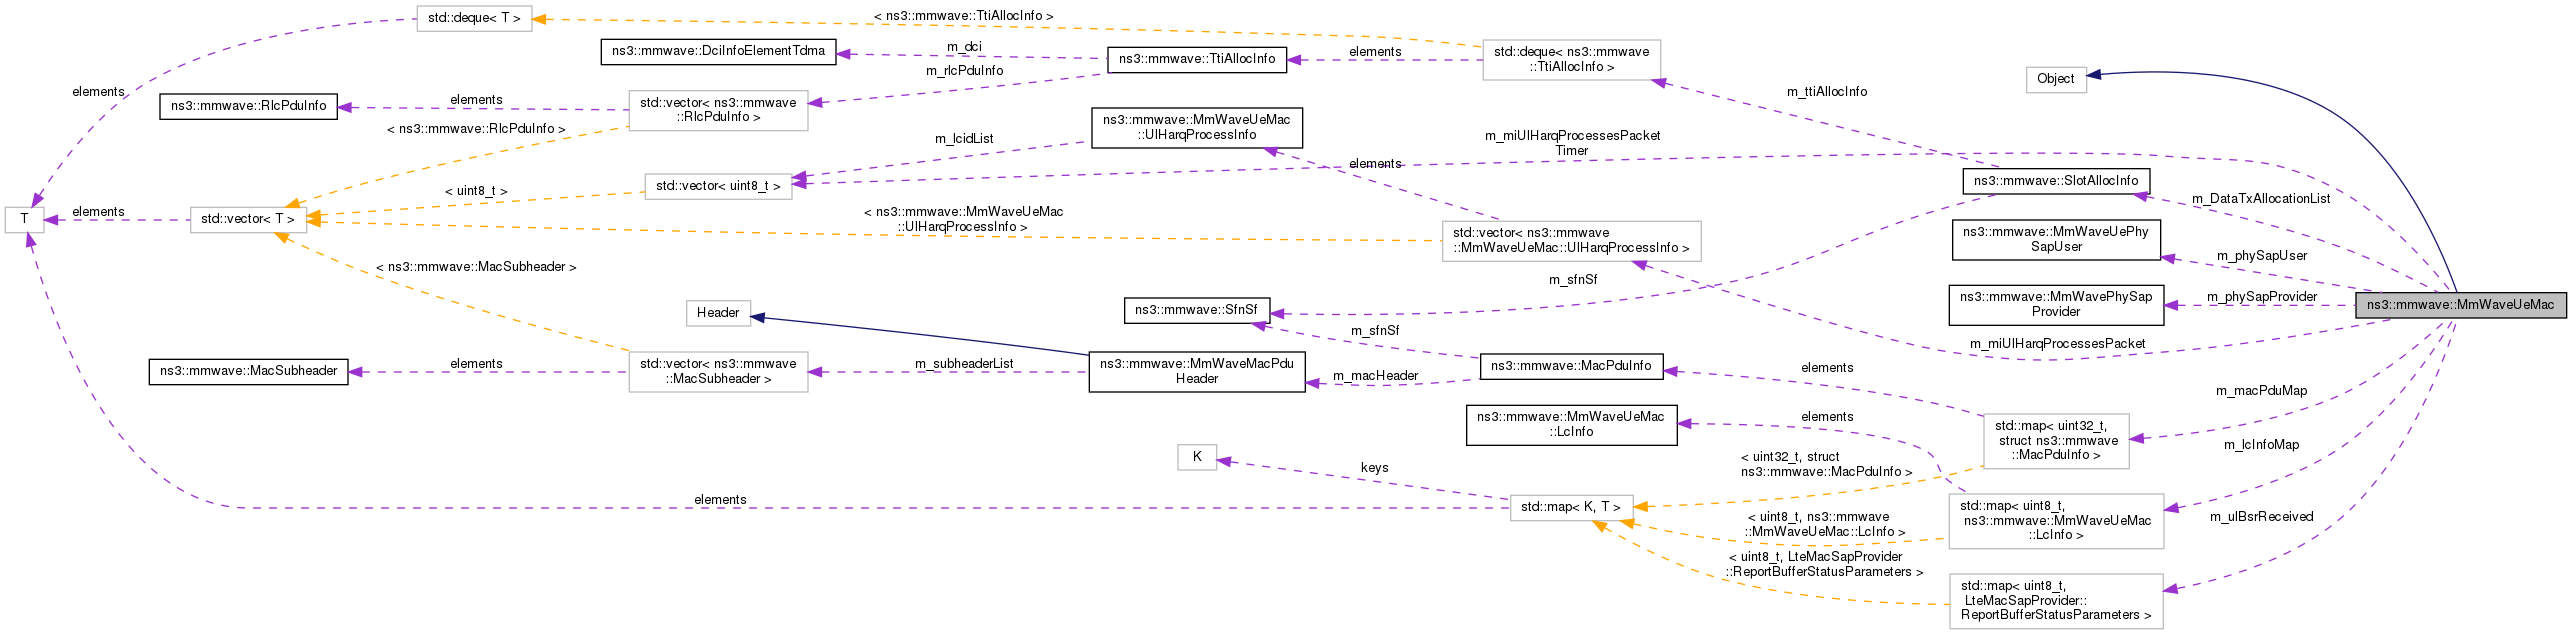 std::deque< T >
< ns3::mmwave::TtiAllocInfo >
ns3::mmwave::DciInfoElementTdma
m_dci
ns3::mmwave::TtiAllocInfo
elements
std::deque< ns3::mmwave
::TtiAllocInfo >
Object
m_rlcPduInfo
elements
ns3::mmwave::RlcPduInfo
elements
std::vector< ns3::mmwave
::RlcPduInfo >
m_ttiAllocInfo
< ns3::mmwave::RlcPduInfo >
ns3::mmwave::MmWaveUeMac
::UlHarqProcessInfo
m_lcidList
m_miUlHarqProcessesPacket
Timer
elements
std::vector< uint8_t >
< uint8_t >
ns3::mmwave::SlotAllocInfo
m_DataTxAllocationList
T
elements
std::vector< T >
< ns3::mmwave::MmWaveUeMac
::UlHarqProcessInfo >
std::vector< ns3::mmwave
::MmWaveUeMac::UlHarqProcessInfo >
ns3::mmwave::MmWaveUePhy
SapUser
m_phySapUser
< ns3::mmwave::MacSubheader >
m_sfnSf
Header
ns3::mmwave::SfnSf
ns3::mmwave::MmWavePhySap
Provider
m_phySapProvider
ns3::mmwave::MmWaveUeMac
m_sfnSf
m_miUlHarqProcessesPacket
ns3::mmwave::MacSubheader
elements
std::vector< ns3::mmwave
::MacSubheader >
m_subheaderList
ns3::mmwave::MmWaveMacPdu
Header
m_macHeader
ns3::mmwave::MacPduInfo
elements
m_macPduMap
ns3::mmwave::MmWaveUeMac
::LcInfo
elements
std::map< uint32_t,
struct ns3::mmwave
::MacPduInfo >
m_lcInfoMap
K
keys
< uint32_t, struct
ns3::mmwave::MacPduInfo >
elements
std::map< K, T >
std::map< uint8_t,
ns3::mmwave::MmWaveUeMac
::LcInfo >
< uint8_t, ns3::mmwave
::MmWaveUeMac::LcInfo >
m_ulBsrReceived
< uint8_t, LteMacSapProvider
::ReportBufferStatusParameters >
std::map< uint8_t,
LteMacSapProvider::
ReportBufferStatusParameters >